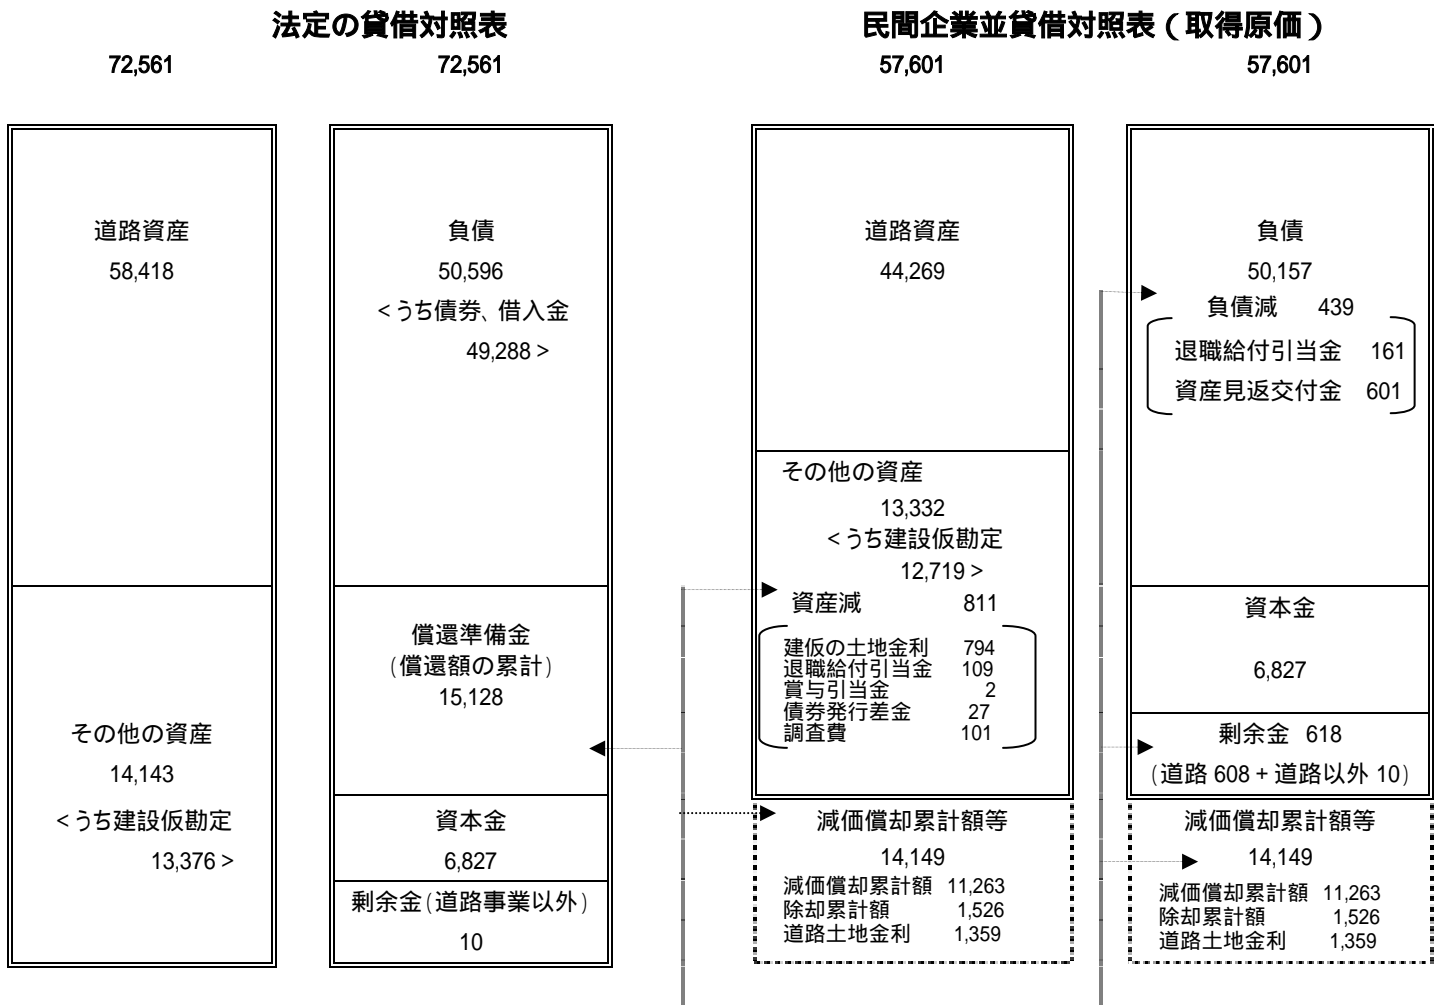 法定の貸借対照表
72,561 72,561
道路資産
58,418
その他の資産
14,143
<うち建設仮勘定
13,376 >
負債
50,596
<うち債券、借入金
49,288 >
償還準備金
(償還額の累計)
15,128
資本金
6,827
剰余金(道路事業以外)
10
民間企業並貸借対照表(取得原価)
57,601 57,601
道路資産
44,269
その他の資産
13,332
<うち建設仮勘定
12,719 >
資産減 811
建仮の土地金利 794
退職給付引当金 109
賞与引当金 2
債券発行差金 27
調査費 101
減価償却累計額等
14,149
減価償却累計額 11,263
除却累計額 1,526
道路土地金利 1,359
負債
50,157
負債減 439
退職給付引当金 161
資産見返交付金 601
資本金
6,827
剰余金 618
(道路 608 + 道路以外 10)
減価償却累計額等
14,149
減価償却累計額 11,263
除却累計額 1,526
道路土地金利 1,359